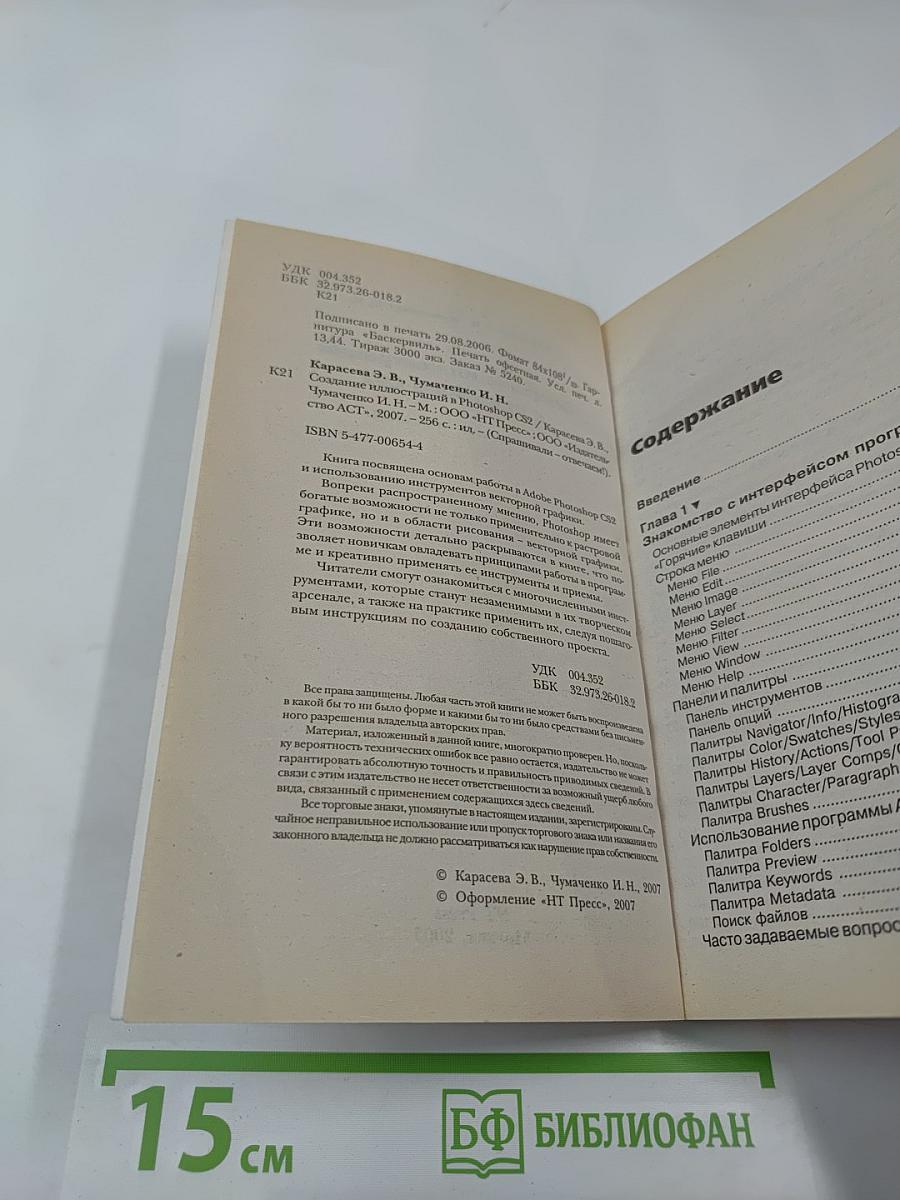 УДК 004.352
ББК 32.973.26-018.2
К21
Подписано в печать 29.08.2006. Фомат 84x108¹/₃₂. Гар-
нитура «Баскервиль». Печать офсетная. Усл. печ. л.
13,44. Тираж 3000 экз. Заказ № 5240.
Карасева Э. В., Чумаченко И. Н.
К21 Создание иллюстраций в Photoshop CS2 / Карасева Э. В.,
Чумаченко И. Н. – М. : ООО «НТ Пресс» ; ООО «Издатель-
ство АСТ», 2007. – 256 с. : ил. – (Спрашивали – отвечаем!).
ISBN 5-477-00654-4
Книга посвящена основам работы в Adobe Photoshop CS2
и использованию инструментов векторной графики.
Вопреки распространенному мнению, Photoshop имеет
богатые возможности не только применительно к растровой
графике, но и в области рисования – векторной графики.
Эти возможности детально раскрываются в книге, что по-
зволяет новичкам овладевать принципами работы в програм-
ме и креативно применять ее инструменты и приемы.
Читатели смогут ознакомиться с многочисленными инст-
рументами, которые станут незаменимыми в их творческом
арсенале, а также на практике применить их, следуя пошаго-
вым инструкциям по созданию собственного проекта.
УДК 004.352
ББК 32.973.26-018.2
Все права защищены. Любая часть этой книги не может быть воспроизведена
в какой бы то ни было форме и какими бы то ни было средствами без письмен-
ного разрешения владельца авторских прав.
Материал, изложенный в данной книге, многократно проверен. Но, посколь-
ку вероятность технических ошибок все равно остается, издательство не может
гарантировать абсолютную точность и правильность приводимых сведений. В
связи с этим издательство не несет ответственности за возможный ущерб любого
вида, связанный с применением содержащихся здесь сведений.
Все торговые знаки, упомянутые в настоящем издании, зарегистрированы. Слу-
чайное неправильное использование или пропуск торгового знака или названия его
законного владельца не должно рассматриваться как нарушение прав собственности.
© Карасева Э. В., Чумаченко И. Н., 2007
© Оформление «НТ Пресс», 2007
Содержание
Введение
Глава 1 ▼
Знакомство с интерфейсом прогр
Основные элементы интерфейса Photos
«Горячие» клавиши
Строка меню
Меню File
Меню Edit
Меню Image
Меню Layer
Меню Select
Меню Filter
Меню View
Меню Window
Меню Help
Панели и палитры
Панель инструментов
Панель опций
Палитры Navigator/Info/Histogra
Палитры Color/Swatches/Styles
Палитры History/Actions/Tool P
Палитры Layers/Layer Comps/C
Палитры Character/Paragraph
Палитра Brushes
Использование программы A
Палитра Folders
Палитра Preview
Палитра Keywords
Палитра Metadata
Поиск файлов
Часто задаваемые вопрос
15 см
БФ БИБЛИОФАН